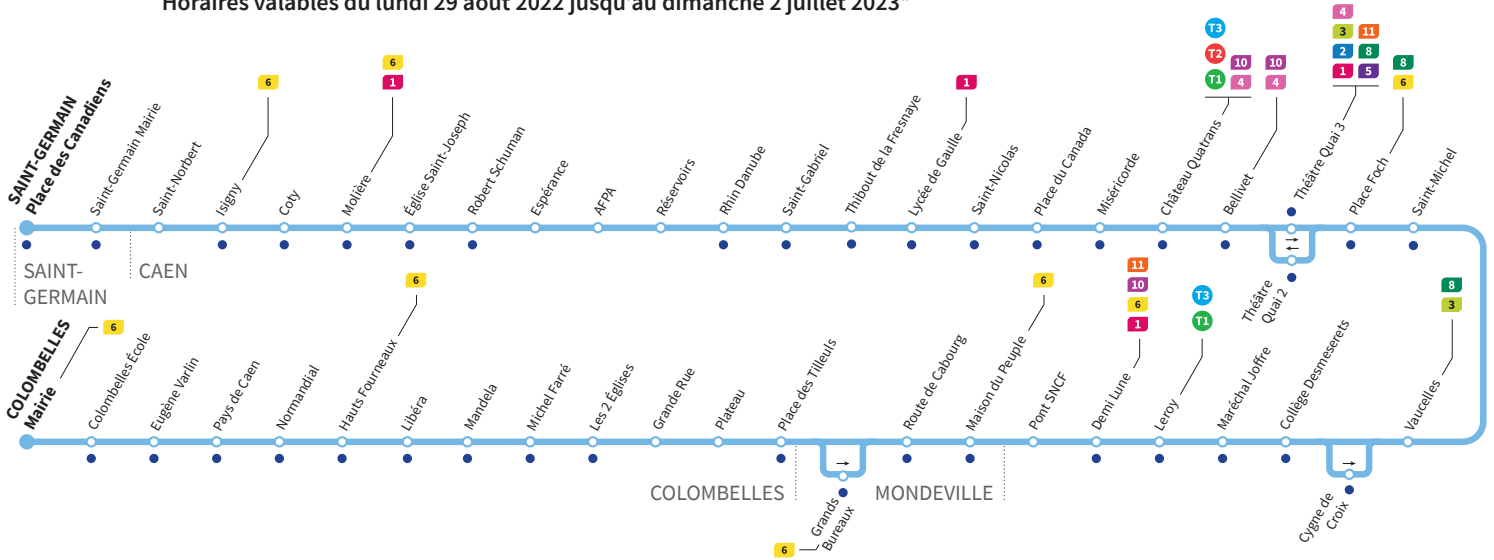 Horaires valables du lundi 29 août 2022 jusqu'au dimanche 2 juillet 2023*
SAINT-GERMAIN
Place des Canadiens
Saint-Germain Mairie
Saint-Norbert
6
Isigny
Coty
6
1
Molière
Église Saint-Joseph
Robert Schuman
Espérance
AFPA
Réservoirs
Rhin Danube
Saint-Gabriel
Thibout de la Fresnaye
1
Lycée de Gaulle
Saint-Nicolas
Place du Canada
Miséricorde
T3
T2
T1
10
4
Château Quatrans
10
4
Bellivet
4
3 11
2 8
1 5
Théâtre Quai 3
8
6
Place Foch
Saint-Michel
→
←
Théâtre
Quai 2
SAINT-
GERMAIN
CAEN
COLOMBELLES
Mairie
6
Colombelles École
Eugène Varlin
Pays de Caen
Normandial
6
Hauts Fourneaux
Libéra
Mandela
Michel Farré
Les 2 Églises
Grande Rue
Plateau
Place des Tilleuls
→
Grands
Bureaux
6
Route de Cabourg
6
Maison du Peuple
Pont SNCF
11
10
6
1
Demi Lune
T3
T1
Leroy
Maréchal Joffre
Collège Desmeserets
→
Cygne de
Croix
8
3
Vaucelles
COLOMBELLES
MONDEVILLE